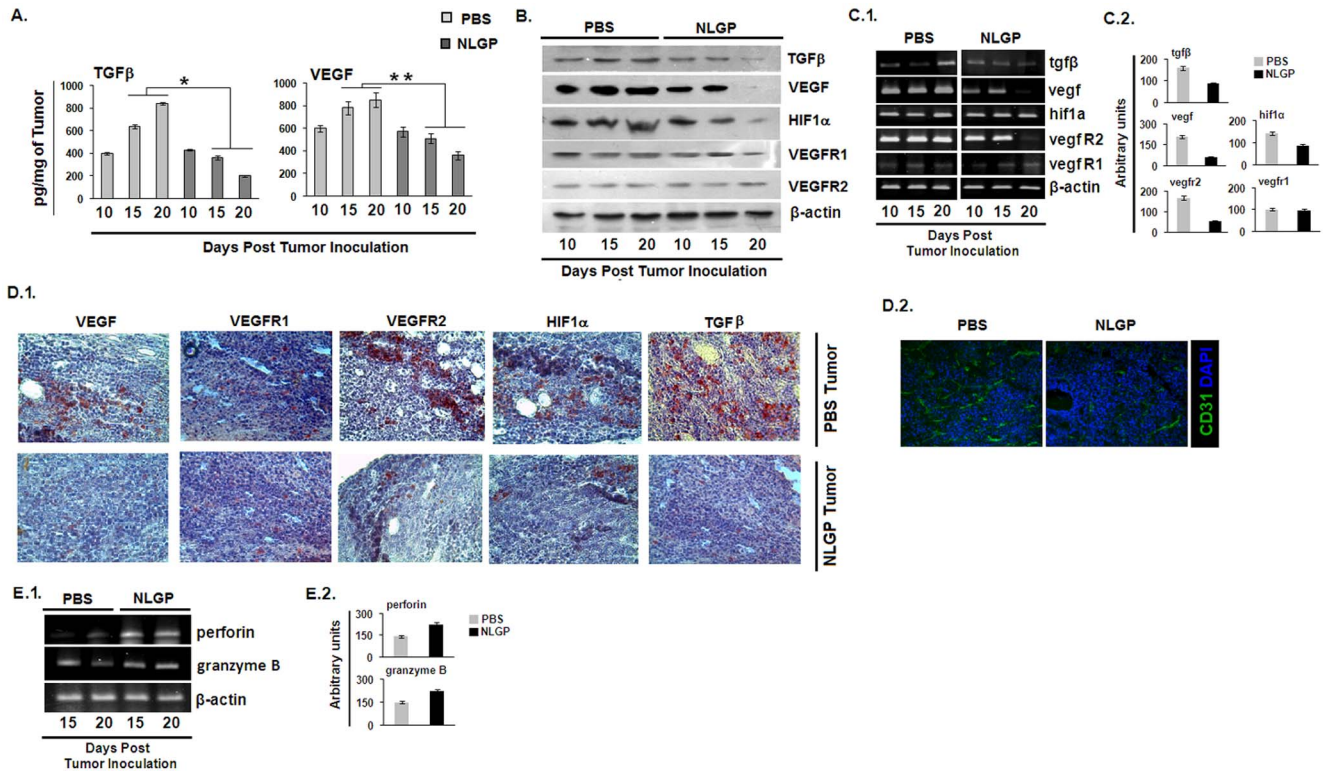 A.
PBS
NLGP
TGFβ
*
VEGF
**
pg/mg of Tumor
1000
800
600
400
200
0
1000
800
600
400
200
0
10 15 20 10 15 20
10 15 20 10 15 20
Days Post Tumor Inoculation
B.
PBS NLGP
TGFβ
VEGF
HIF1α
VEGFR1
VEGFR2
β-actin
10 15 20 10 15 20
Days Post Tumor Inoculation
C.1.
PBS NLGP
tgfβ
vegf
hif1a
vegf R2
vegf R1
β-actin
10 15 20 10 15 20
Days Post
Tumor Inoculation
C.2.
PBS
NLGP
Arbitrary units
tgfβ
200
100
0
vegf
300
150
0
hif1α
200
100
0
vegfr2
200
100
0
vegfr1
200
100
0
D.1.
VEGF VEGFR1 VEGFR2 HIF1α TGFβ
PBS Tumor
NLGP Tumor
D.2.
PBS NLGP
CD31 DAPI
E.1.
PBS NLGP
perforin
granzyme B
β-actin
15 20 15 20
Days Post
Tumor Inoculation
E.2.
PBS
NLGP
Arbitrary units
perforin
300
150
0
granzyme B
300
150
0